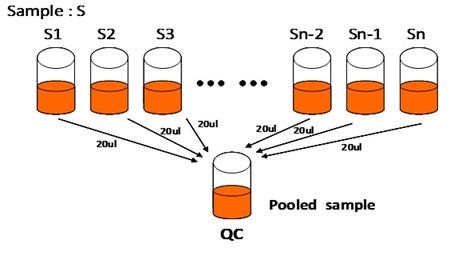 Sample : S
S1 S2 S3 Sn-2 Sn-1 Sn
20ul 20ul 20ul 20ul 20ul 20ul
Pooled sample
QC